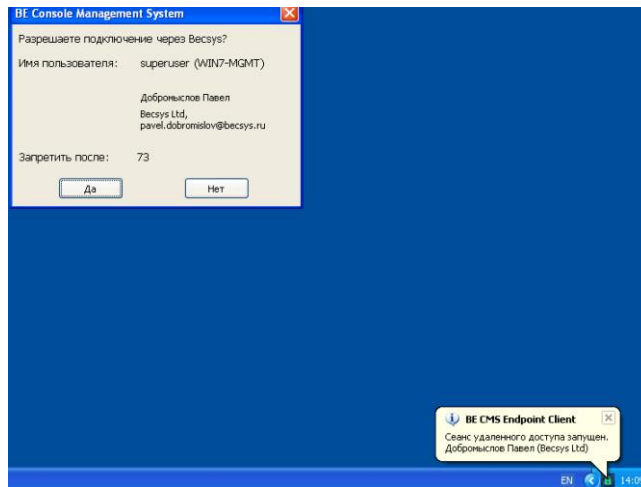 BE Console Management System
Разрешаете подключение через Becsys?
Имя пользователя: superuser (WIN7-MGMT)
Добромыслов Павел
Becsys Ltd,
pavel.dobromislov@becsys.ru
Запретить после: 73
Да Нет
BE CMS Endpoint Client
Сеанс удаленного доступа запущен.
Добромыслов Павел (Becsys Ltd)
EN